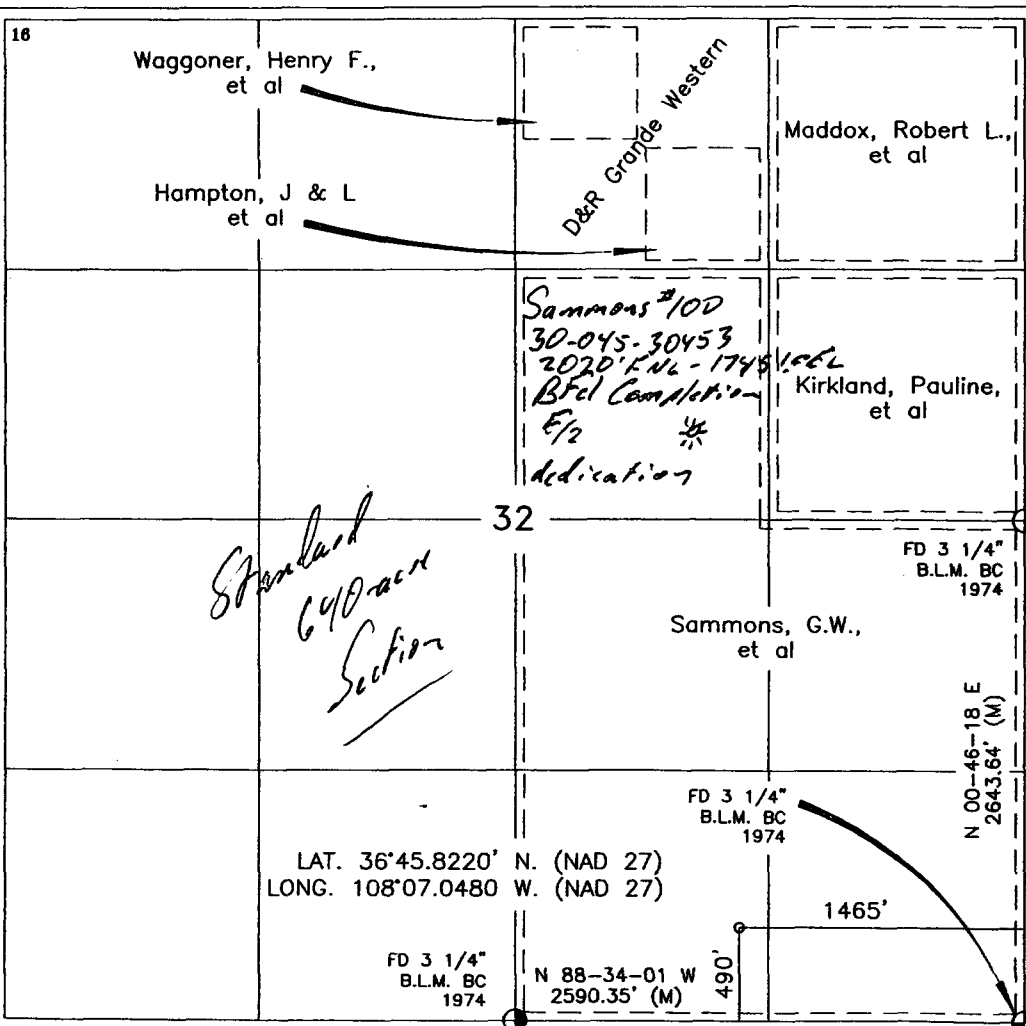 16
Waggoner, Henry F.,
et al
D&R Grande Western
Maddox, Robert L.,
et al
Hampton, J & L
et al
Sammons #10D
30-045-30453
2020' FNL - 1745' FEL
BFcl Completion
E/2
dedication
Kirkland, Pauline,
et al
32
Standard
640-acre
Section
FD 3 1/4"
B.L.M. BC
1974
Sammons, G.W.,
et al
N 00-46-18 E
2643.64' (M)
FD 3 1/4"
B.L.M. BC
1974
LAT. 36°45.8220' N. (NAD 27)
LONG. 108°07.0480 W. (NAD 27)
1465'
490'
FD 3 1/4"
B.L.M. BC
1974
N 88-34-01 W
2590.35' (M)